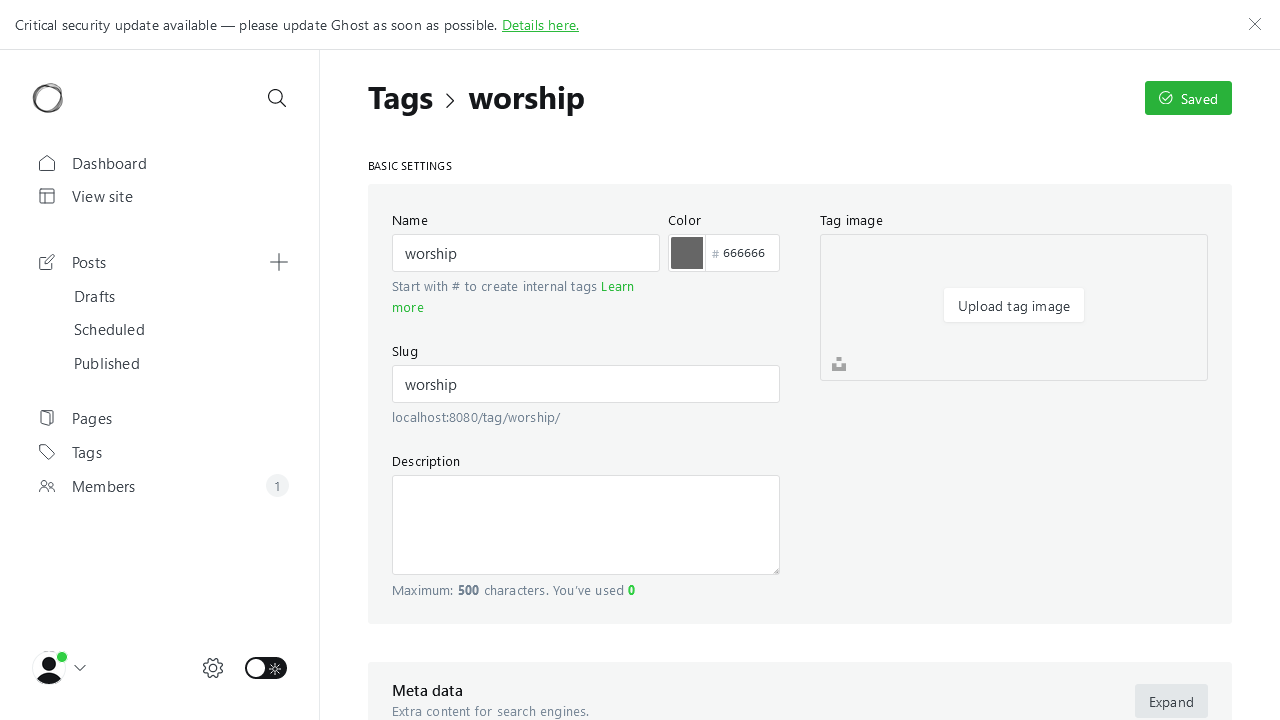 Critical security update available — please update Ghost as soon as possible. Details here.
Tags > worship
Saved
Dashboard
View site
Posts
Drafts
Scheduled
Published
Pages
Tags
Members 1
BASIC SETTINGS
Name
worship
Start with # to create internal tags Learn
more
Color
# 666666
Slug
worship
localhost:8080/tag/worship/
Description
Maximum: 500 characters. You've used 0
Tag image
Upload tag image
Meta data
Extra content for search engines.
Expand